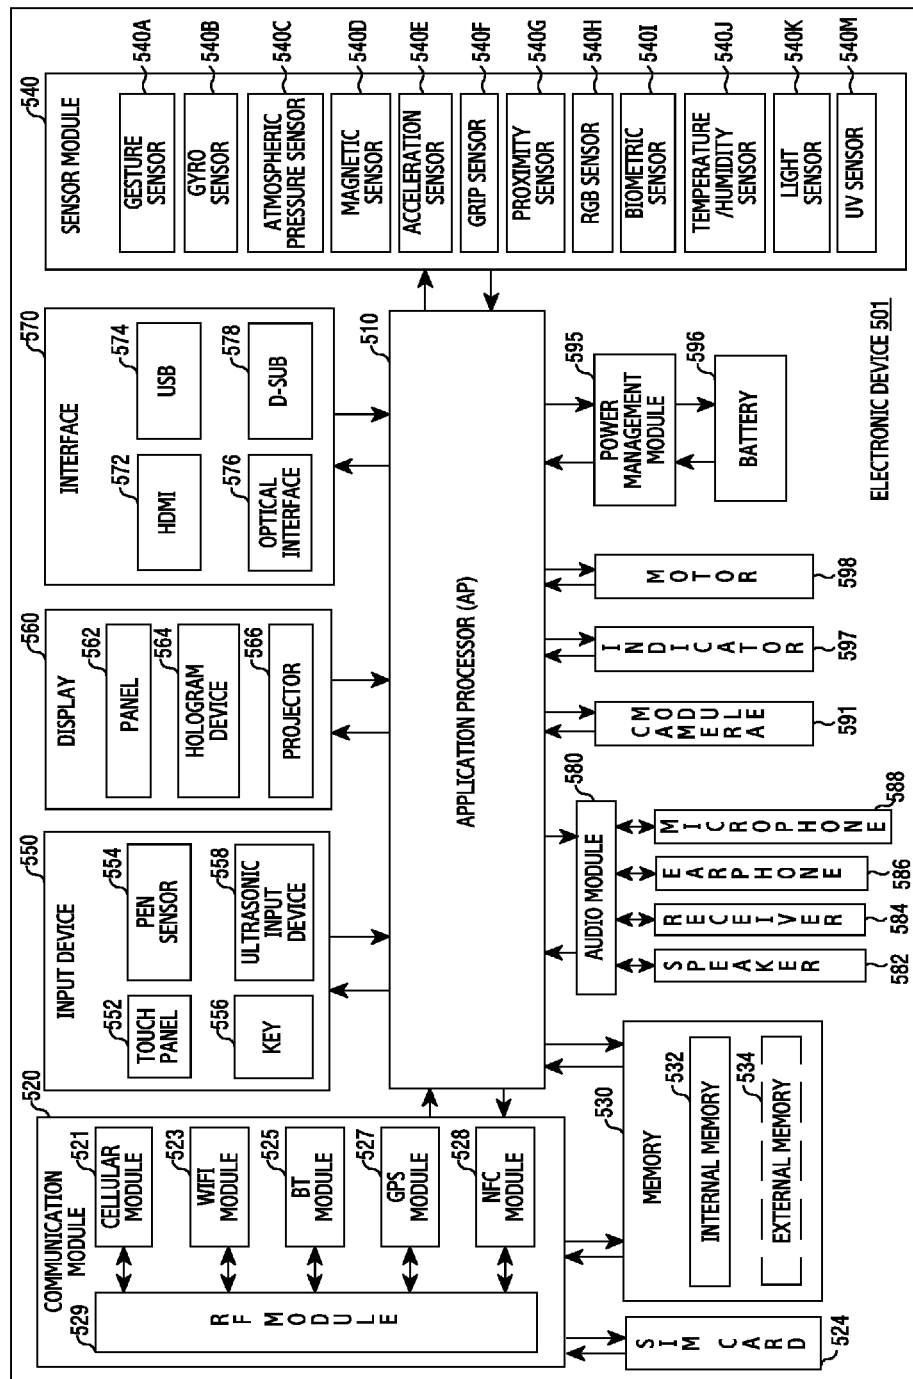 COMMUNICATION
MODULE
520
529
RF MODULE
521
CELLULAR
MODULE
523
WIFI
MODULE
525
BT
MODULE
527
GPS
MODULE
528
NFC
MODULE
SIM CARD
524
INPUT DEVICE
550
552
TOUCH
PANEL
554
PEN
SENSOR
556
KEY
558
ULTRASONIC
INPUT
DEVICE
DISPLAY
560
562
PANEL
564
HOLOGRAM
DEVICE
566
PROJECTOR
INTERFACE
570
572
HDMI
574
USB
576
OPTICAL
INTERFACE
578
D-SUB
SENSOR MODULE
540
GESTURE
SENSOR
540A
GYRO
SENSOR
540B
ATMOSPHERIC
PRESSURE SENSOR
540C
MAGNETIC
SENSOR
540D
ACCELERATION
SENSOR
540E
GRIP SENSOR
540F
PROXIMITY
SENSOR
540G
RGB SENSOR
540H
BIOMETRIC
SENSOR
540I
TEMPERATURE
/HUMIDITY
SENSOR
540J
LIGHT
SENSOR
540K
UV SENSOR
540M
APPLICATION PROCESSOR (AP)
510
MEMORY
530
532
INTERNAL MEMORY
534
EXTERNAL MEMORY
AUDIO MODULE
580
SPEAKER
582
RECEIVER
584
EARPHONE
586
MICROPHONE
588
CAMERA
MODULE
591
INDICATOR
597
MOTOR
598
POWER
MANAGEMENT
MODULE
595
BATTERY
596
ELECTRONIC DEVICE 501